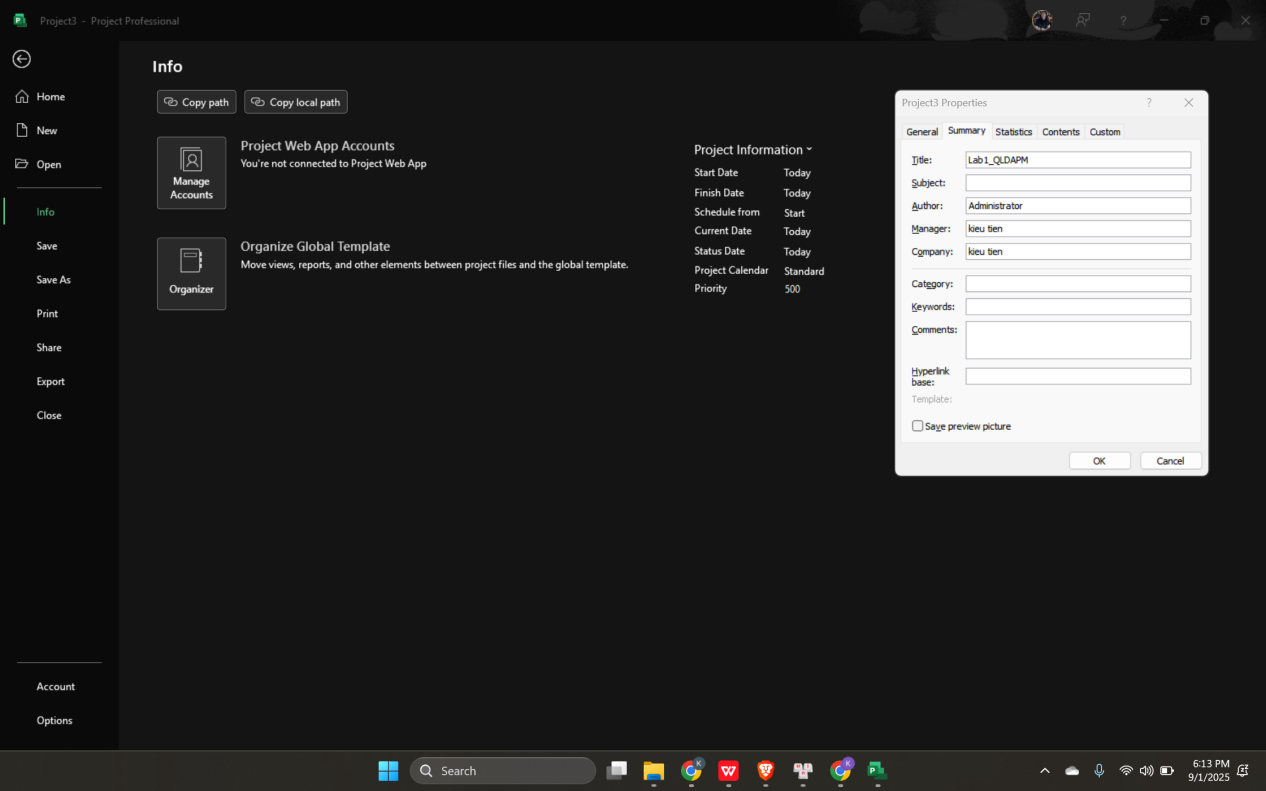 Project3 - Project Professional
Info
Copy path
Copy local path
Home
New
Open
Info
Save
Save As
Print
Share
Export
Close
Account
Options
Manage
Accounts
Project Web App Accounts
You're not connected to Project Web App
Organizer
Organize Global Template
Move views, reports, and other elements between project files and the global template.
Project Information
Start Date Today
Finish Date Today
Schedule from Start
Current Date Today
Status Date Today
Project Calendar Standard
Priority 500
Project3 Properties
General Summary Statistics Contents Custom
Title: Lab1_QLDAPM
Subject:
Author: Administrator
Manager: kieu tien
Company: kieu tien
Category:
Keywords:
Comments:
Hyperlink
base:
Template:
Save preview picture
OK Cancel
Search
6:13 PM
9/1/2025